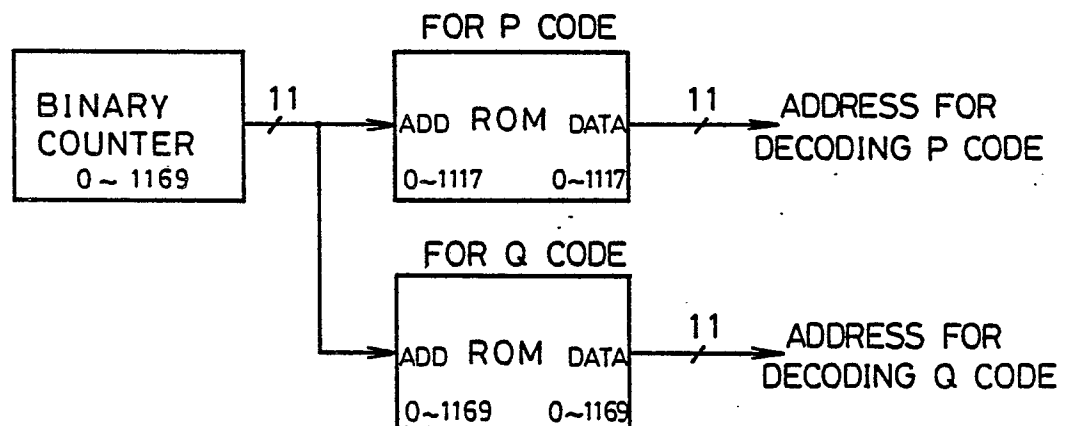 FOR P CODE
BINARY
COUNTER
0~1169
11
ADD ROM DATA
0~1117 0~1117
11
ADDRESS FOR
DECODING P CODE
FOR Q CODE
ADD ROM DATA
0~1169 0~1169
11
ADDRESS FOR
DECODING Q CODE